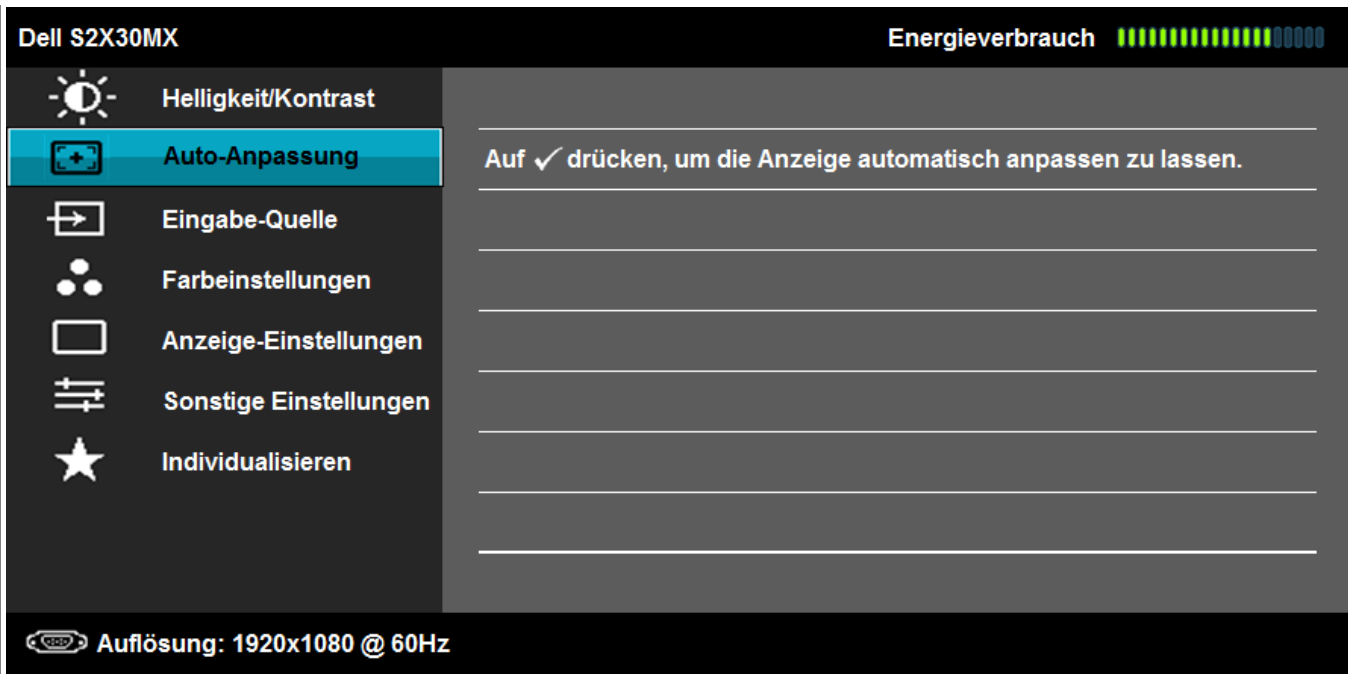 Dell S2X30MX
Energieverbrauch
Helligkeit/Kontrast
Auto-Anpassung
Auf ✓ drücken, um die Anzeige automatisch anpassen zu lassen.
Eingabe-Quelle
Farbeinstellungen
Anzeige-Einstellungen
Sonstige Einstellungen
Individualisieren
Auflösung: 1920x1080 @ 60Hz